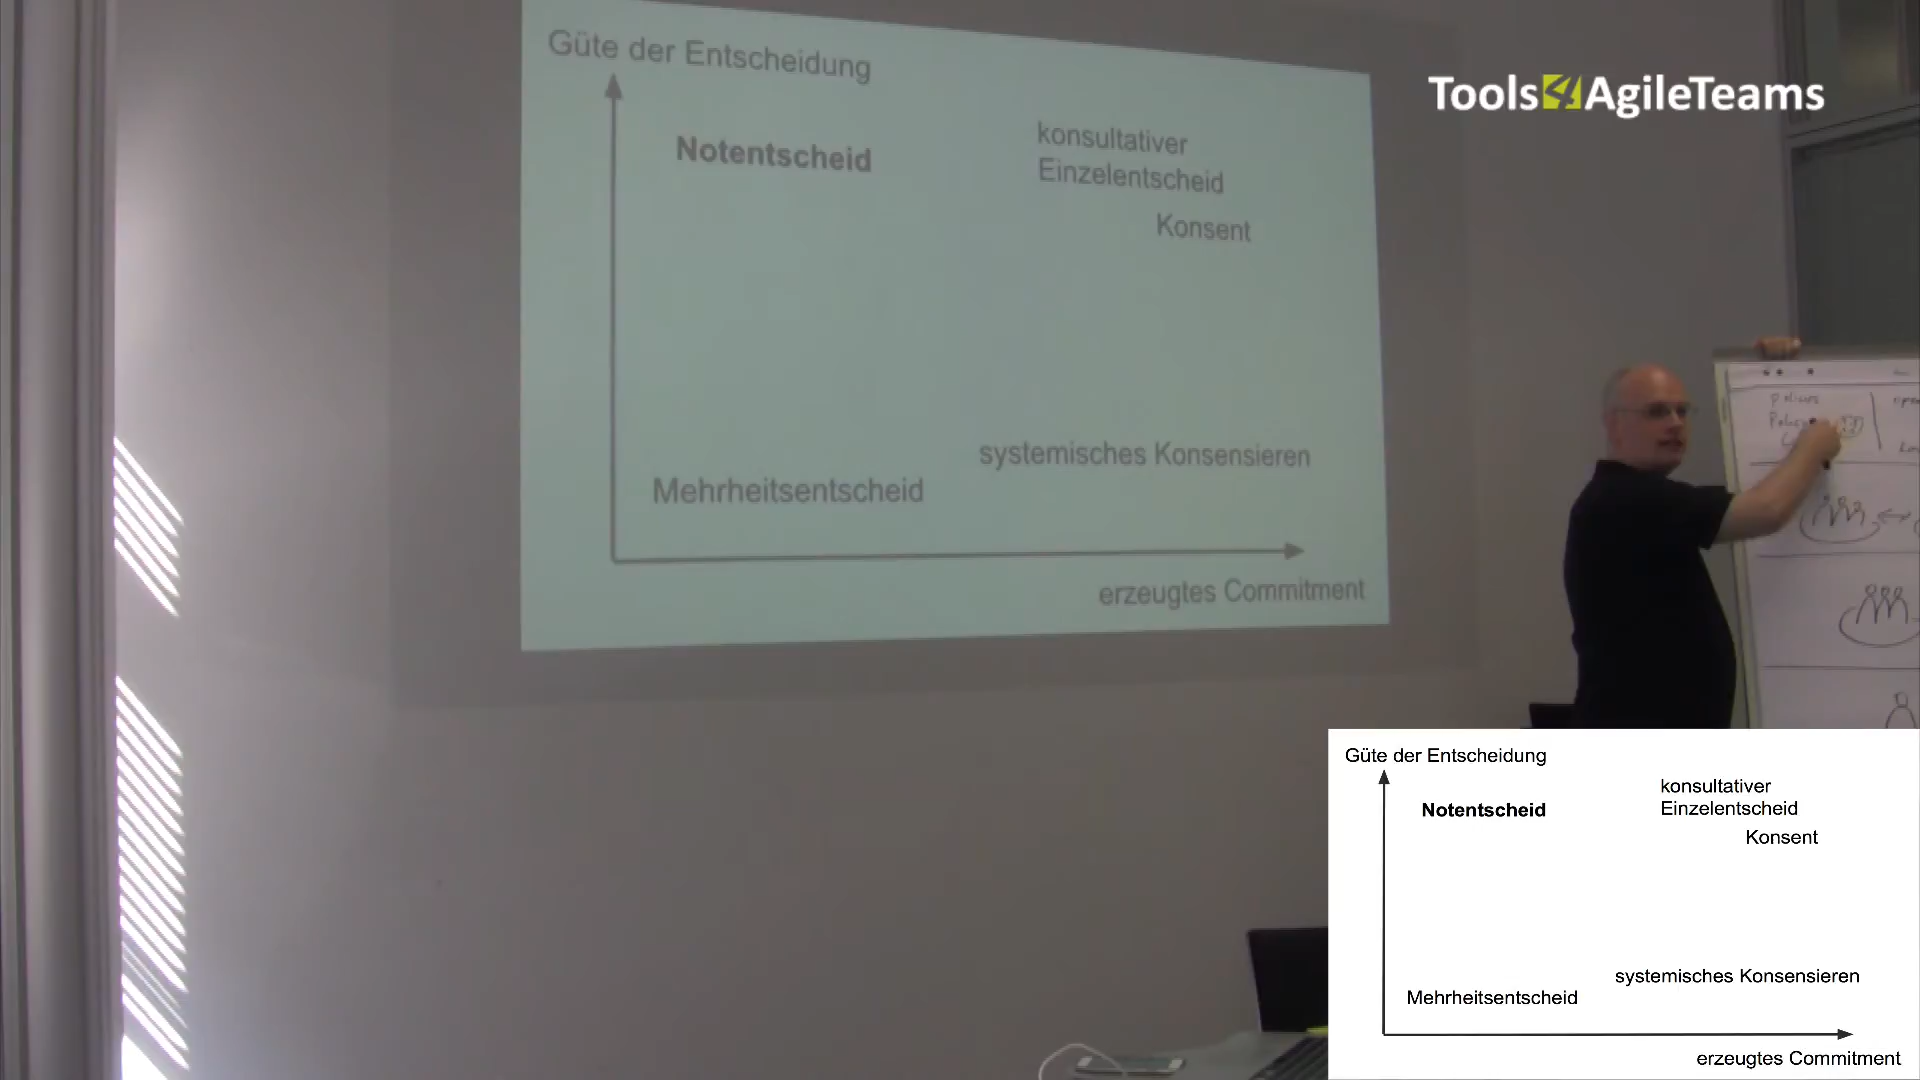 Güte der Entscheidung
Notentscheid
konsultativer
Einzelentscheid
Konsent
systemisches Konsensieren
Mehrheitsentscheid
erzeugtes Commitment
Tools4AgileTeams
Güte der Entscheidung
konsultativer
Einzelentscheid
Notentscheid
Konsent
systemisches Konsensieren
Mehrheitsentscheid
erzeugtes Commitment